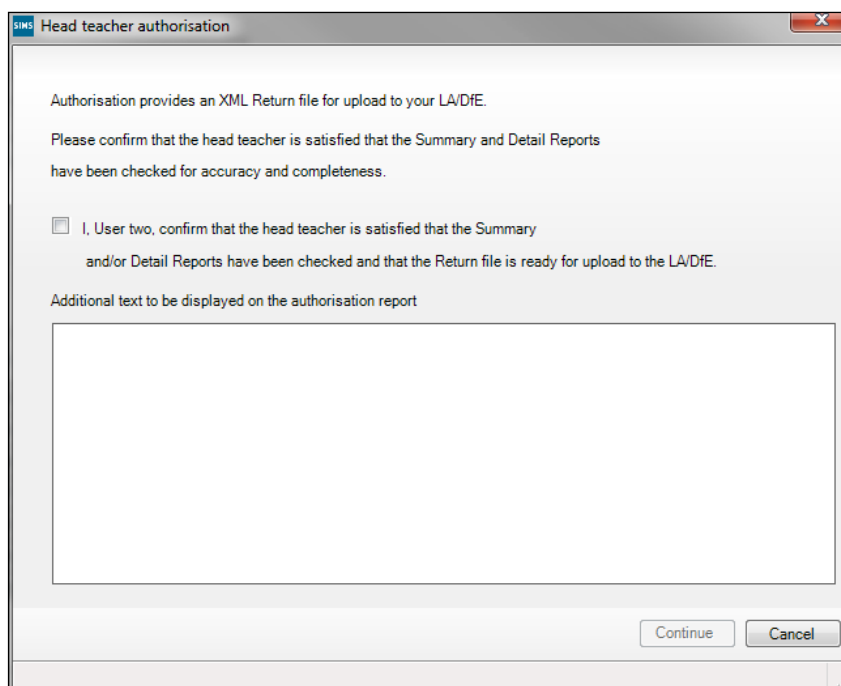 SIMS Head teacher authorisation
Authorisation provides an XML Return file for upload to your LA/DfE.
Please confirm that the head teacher is satisfied that the Summary and Detail Reports
have been checked for accuracy and completeness.
I, User two, confirm that the head teacher is satisfied that the Summary
and/or Detail Reports have been checked and that the Return file is ready for upload to the LA/DfE.
Additional text to be displayed on the authorisation report
Continue Cancel